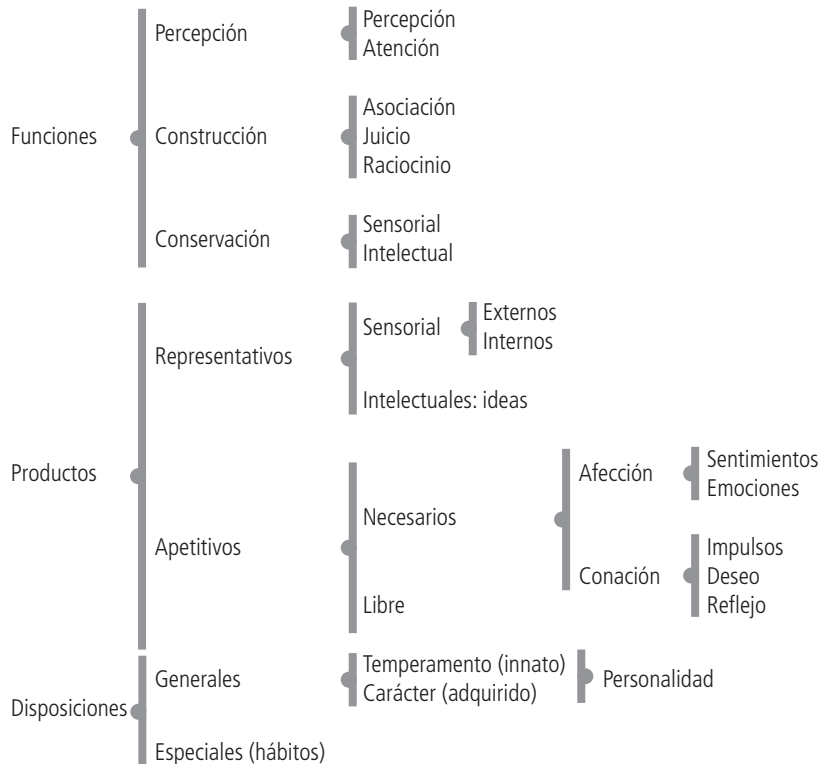 Funciones
Percepción
Percepción
Atención
Construcción
Asociación
Juicio
Raciocinio
Conservación
Sensorial
Intelectual
Productos
Representativos
Sensorial
Externos
Internos
Intelectuales: ideas
Apetitivos
Necesarios
Afección
Sentimientos
Emociones
Conación
Impulsos
Deseo
Reflejo
Libre
Disposiciones
Generales
Temperamento (innato)
Carácter (adquirido)
Personalidad
Especiales (hábitos)